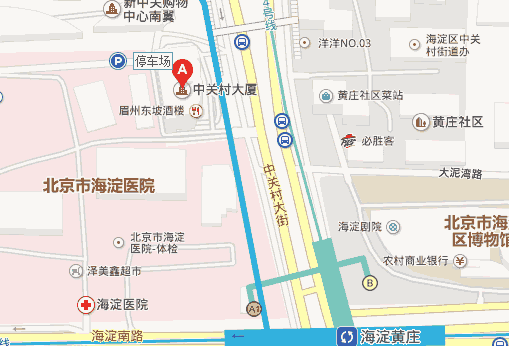 新中关购物
中心南翼
4号线
洋洋NO.03
海淀区中关
村街道办
P
停车场
A
中关村大厦
眉州东坡酒楼
黄庄社区菜站
黄庄社区
必胜客
大泥湾路
中关村大街
北京市海淀医院
北京市海淀
医院-体检
海淀剧院
北京市海
区博物馆
农村商业银行
泽美鑫超市
B
海淀医院
海淀南路
线
海淀黄庄